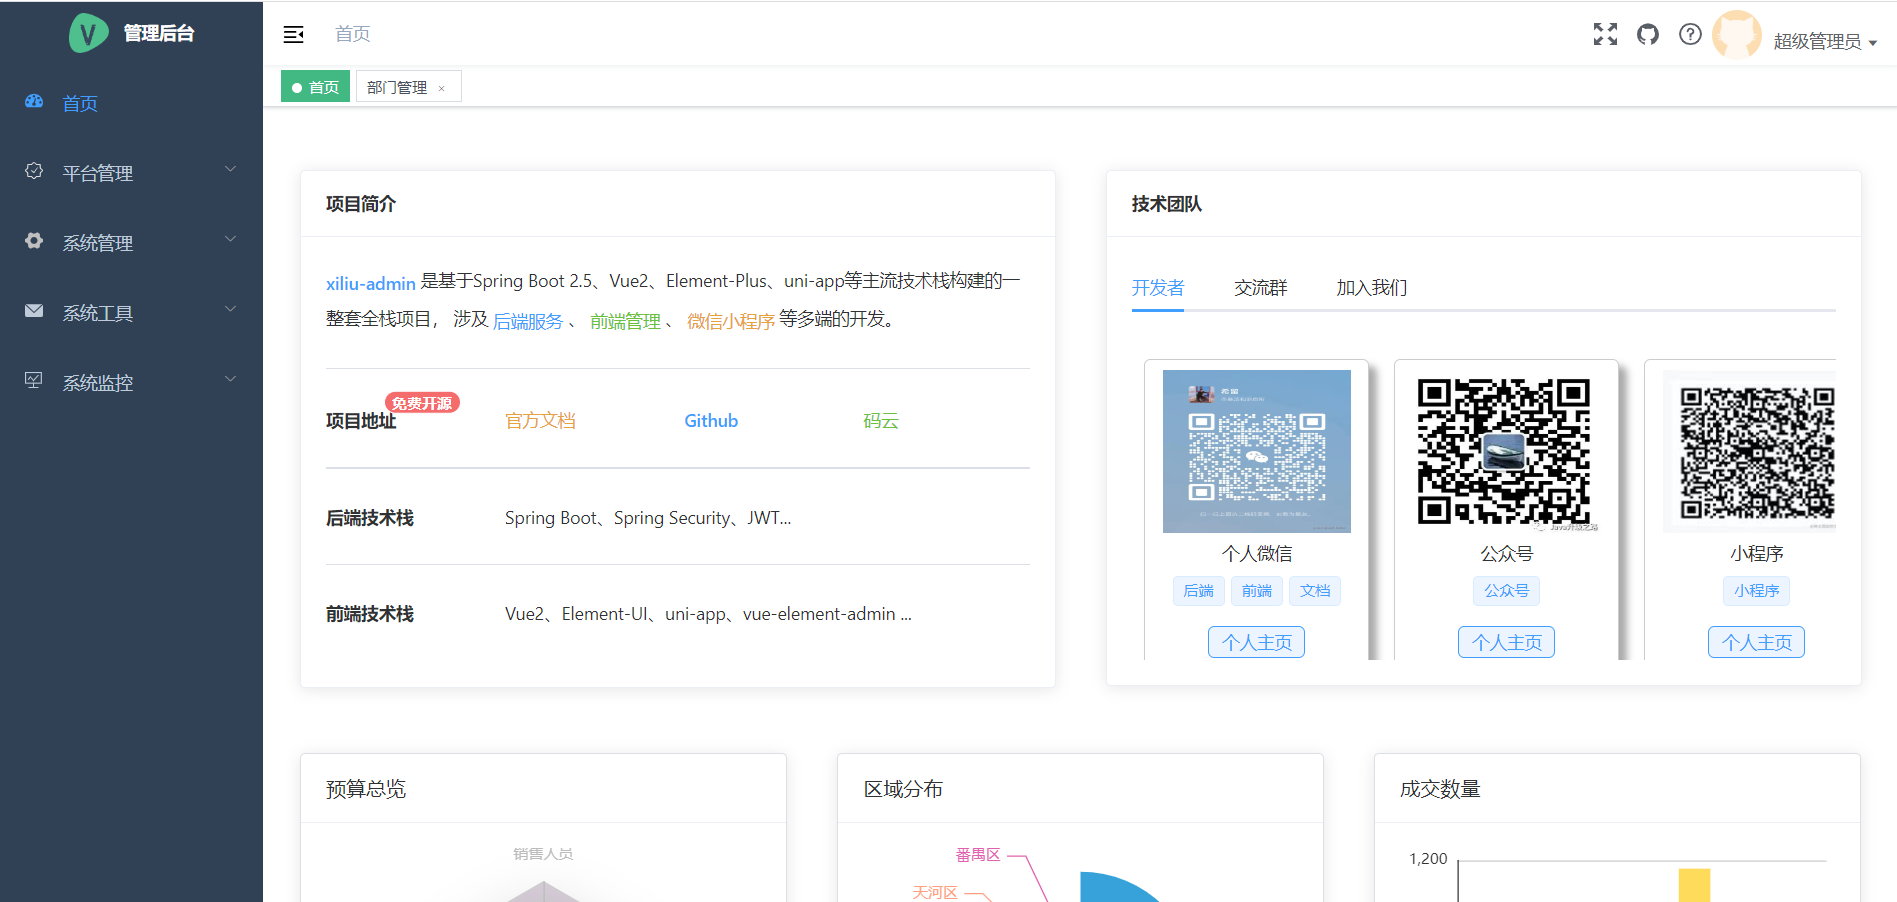 管理后台
首页
平台管理
系统管理
系统工具
系统监控
首页
超级管理员
首页
部门管理 ×
项目简介
xiliu-admin 是基于Spring Boot 2.5、Vue2、Element-Plus、uni-app等主流技术栈构建的一
整套全栈项目， 涉及 后端服务 、 前端管理 、 微信小程序 等多端的开发。
项目地址 免费开源 官方文档 Github 码云
后端技术栈 Spring Boot、Spring Security、JWT...
前端技术栈 Vue2、Element-UI、uni-app、vue-element-admin ...
技术团队
开发者 交流群 加入我们
希留
Java升级之路
个人微信 公众号 小程序
后端 前端 文档 公众号 小程序
个人主页 个人主页 个人主页
预算总览
销售人员
区域分布
番禺区
天河区
成交数量
1,200